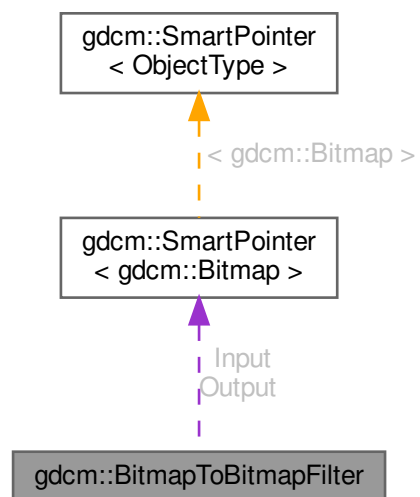 gdcm::SmartPointer
< ObjectType >
< gdcm::Bitmap >
gdcm::SmartPointer
< gdcm::Bitmap >
Input
Output
gdcm::BitmapToBitmapFilter